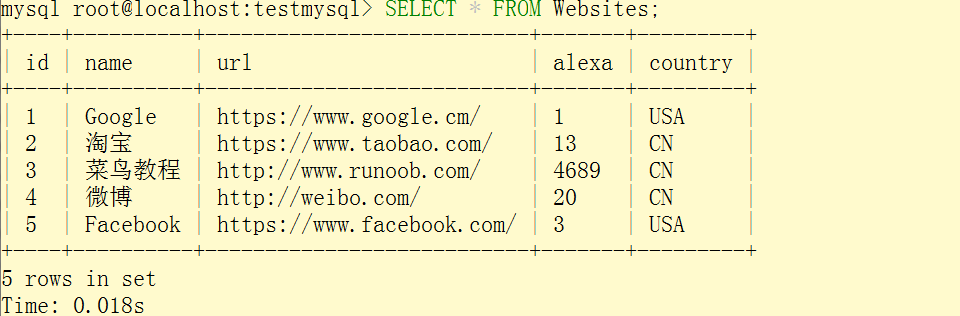 mysql root@localhost:testmysql> SELECT * FROM Websites;
+----+----------+---------------------------+-------+---------+
| id | name | url | alexa | country |
+----+----------+---------------------------+-------+---------+
| 1 | Google | https://www.google.cm/ | 1 | USA |
| 2 | 淘宝 | https://www.taobao.com/ | 13 | CN |
| 3 | 菜鸟教程 | http://www.runoob.com/ | 4689 | CN |
| 4 | 微博 | http://weibo.com/ | 20 | CN |
| 5 | Facebook | https://www.facebook.com/ | 3 | USA |
+----+----------+---------------------------+-------+---------+
5 rows in set
Time: 0.018s